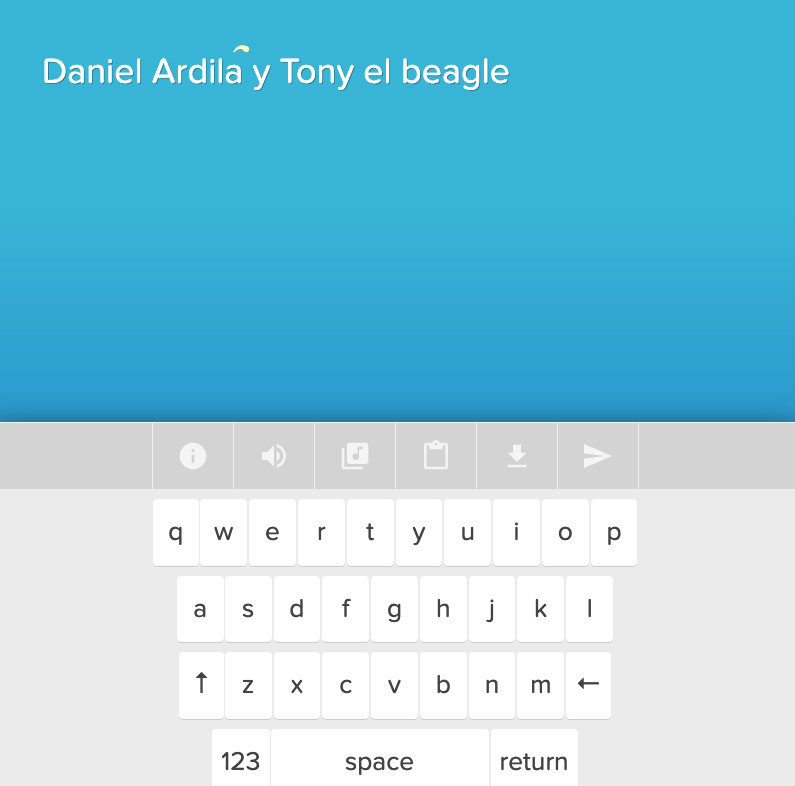 Daniel Ardila y Tony el beagle
q w e r t y u i o p
a s d f g h j k l
↑ z x c v b n m ←
123 space return